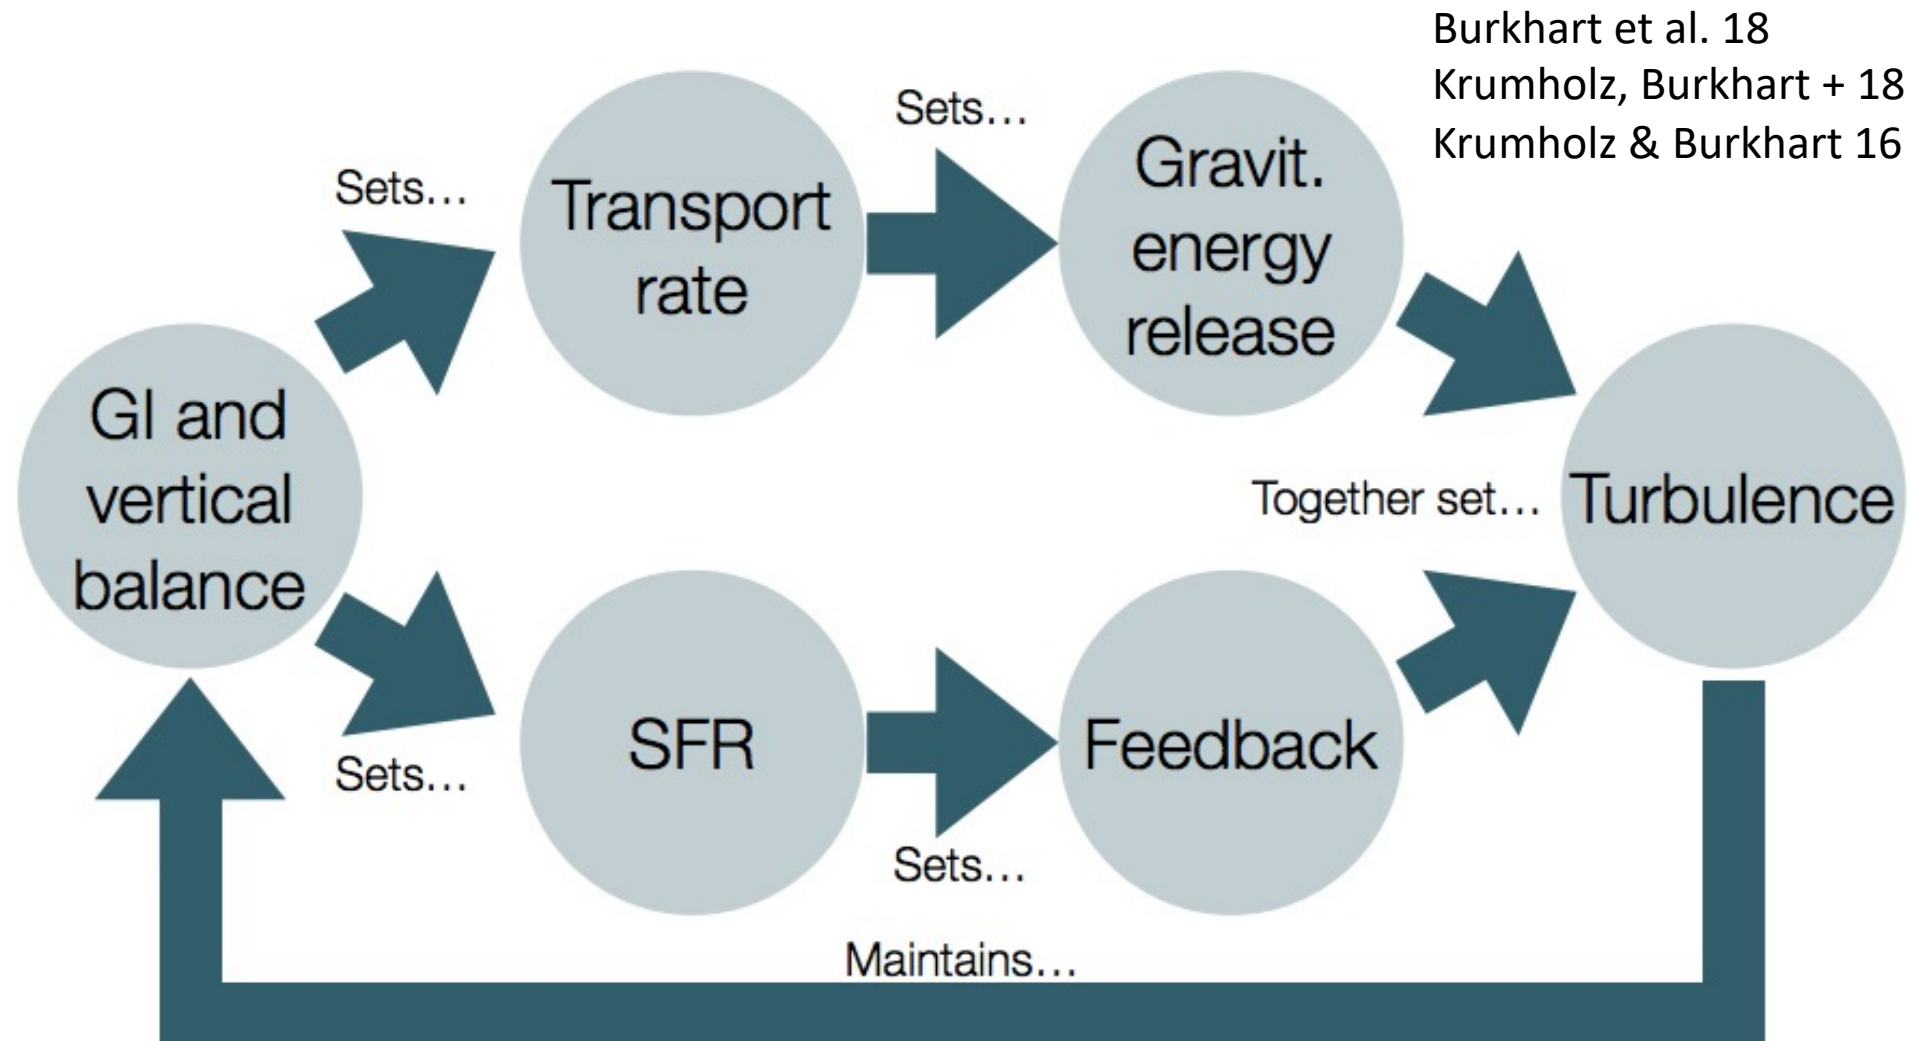 Burkhart et al. 18
Krumholz, Burkhart + 18
Krumholz & Burkhart 16
Sets…
Sets…
Transport
rate
Gravit.
energy
release
GI and
vertical
balance
Together set…
Turbulence
Sets…
SFR
Feedback
Sets…
Maintains…